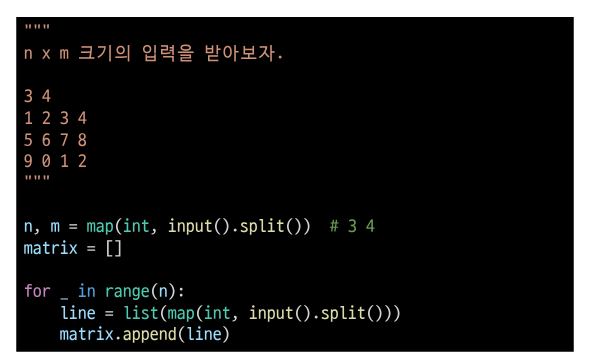 """
n x m 크기의 입력을 받아보자.
3 4
1 2 3 4
5 6 7 8
9 0 1 2
"""
n, m = map(int, input().split())  # 3 4
matrix = []
for _ in range(n):
    line = list(map(int, input().split()))
    matrix.append(line)